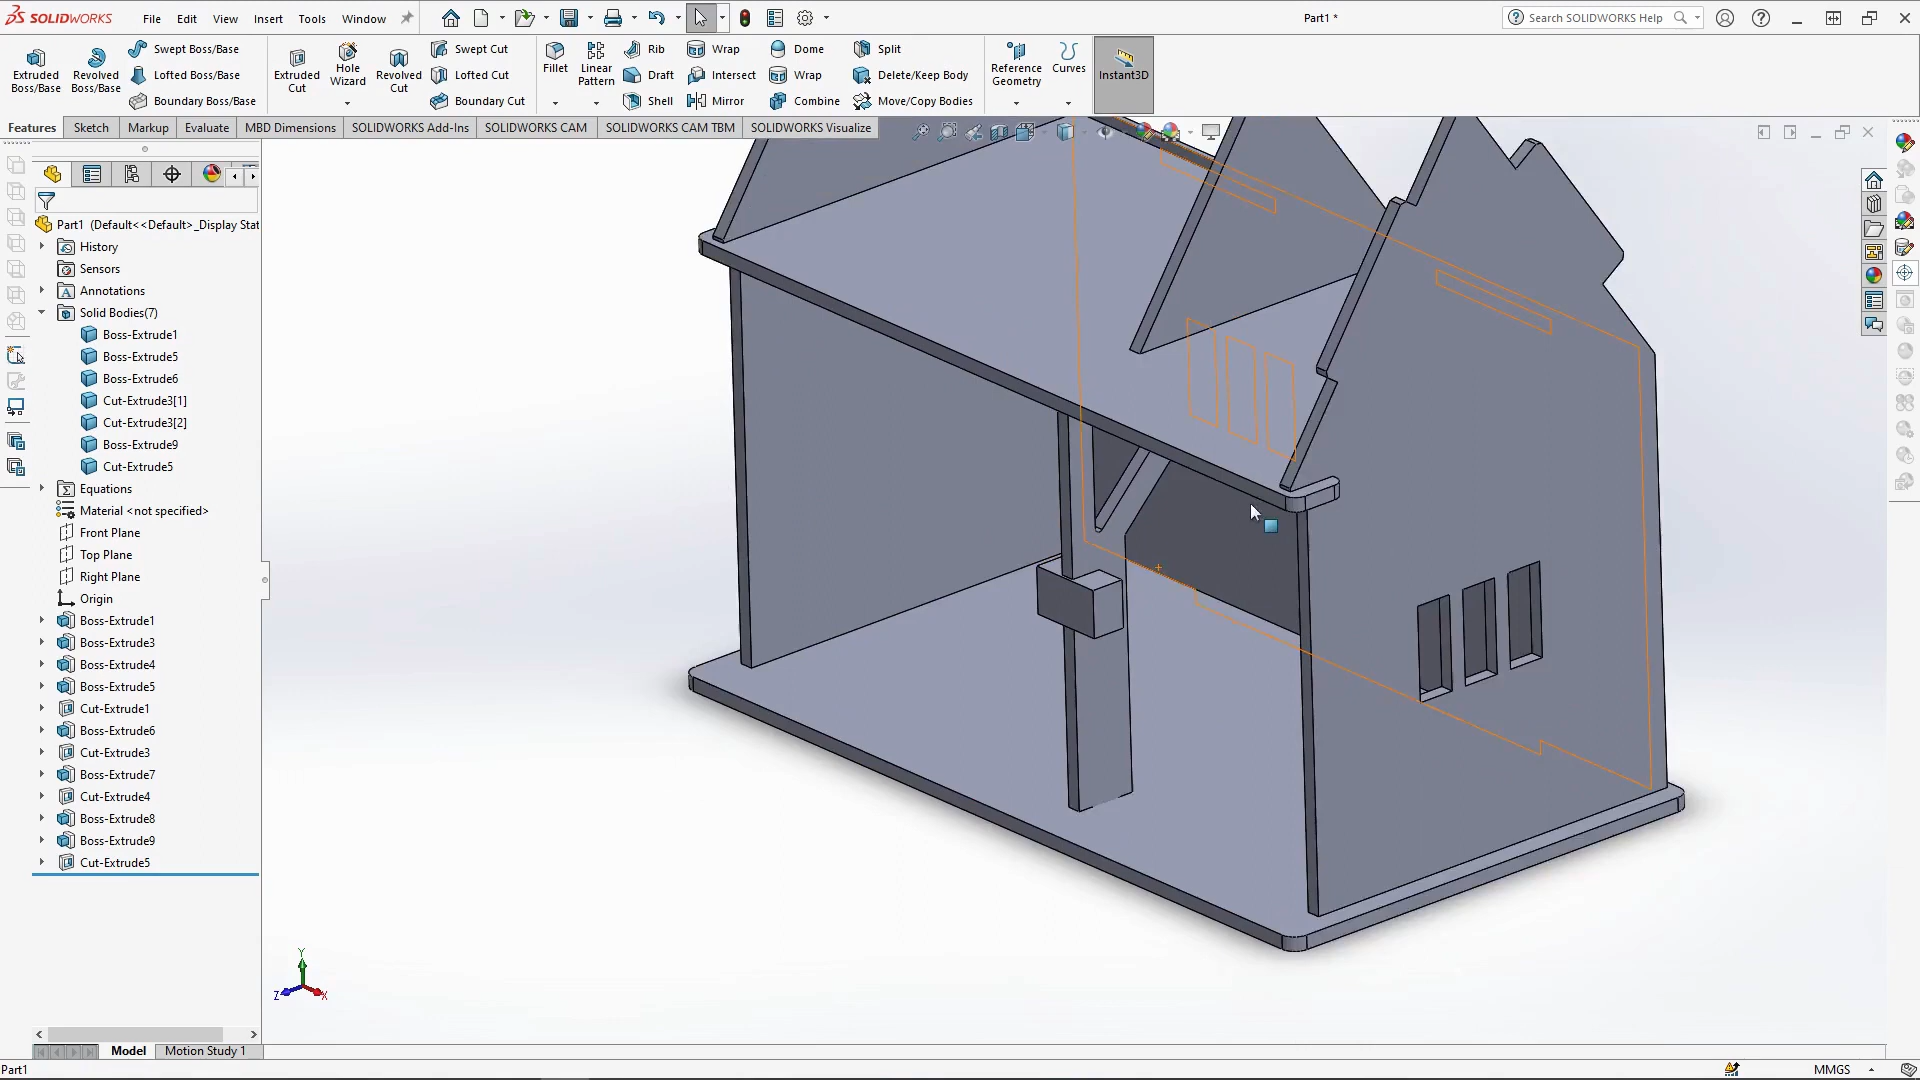 SOLIDWORKS File Edit View Insert Tools Window Part1 * Search SOLIDWORKS Help
Extruded Boss/Base
Revolved Boss/Base
Swept Boss/Base
Lofted Boss/Base
Boundary Boss/Base
Extruded Cut
Hole Wizard
Revolved Cut
Swept Cut
Lofted Cut
Boundary Cut
Fillet
Linear Pattern
Rib
Draft
Shell
Wrap
Intersect
Mirror
Dome
Wrap
Combine
Split
Delete/Keep Body
Move/Copy Bodies
Reference Geometry
Curves
Instant3D
Features Sketch Markup Evaluate MBD Dimensions SOLIDWORKS Add-Ins SOLIDWORKS CAM SOLIDWORKS CAM TBM SOLIDWORKS Visualize
Part1 (Default<<Default>_Display Stat
History
Sensors
Annotations
Solid Bodies(7)
Boss-Extrude1
Boss-Extrude5
Boss-Extrude6
Cut-Extrude3[1]
Cut-Extrude3[2]
Boss-Extrude9
Cut-Extrude5
Equations
Material <not specified>
Front Plane
Top Plane
Right Plane
Origin
Boss-Extrude1
Boss-Extrude3
Boss-Extrude4
Boss-Extrude5
Cut-Extrude1
Boss-Extrude6
Cut-Extrude3
Boss-Extrude7
Cut-Extrude4
Boss-Extrude8
Boss-Extrude9
Cut-Extrude5
Y
Z X
Model Motion Study 1
Part1 MMGS